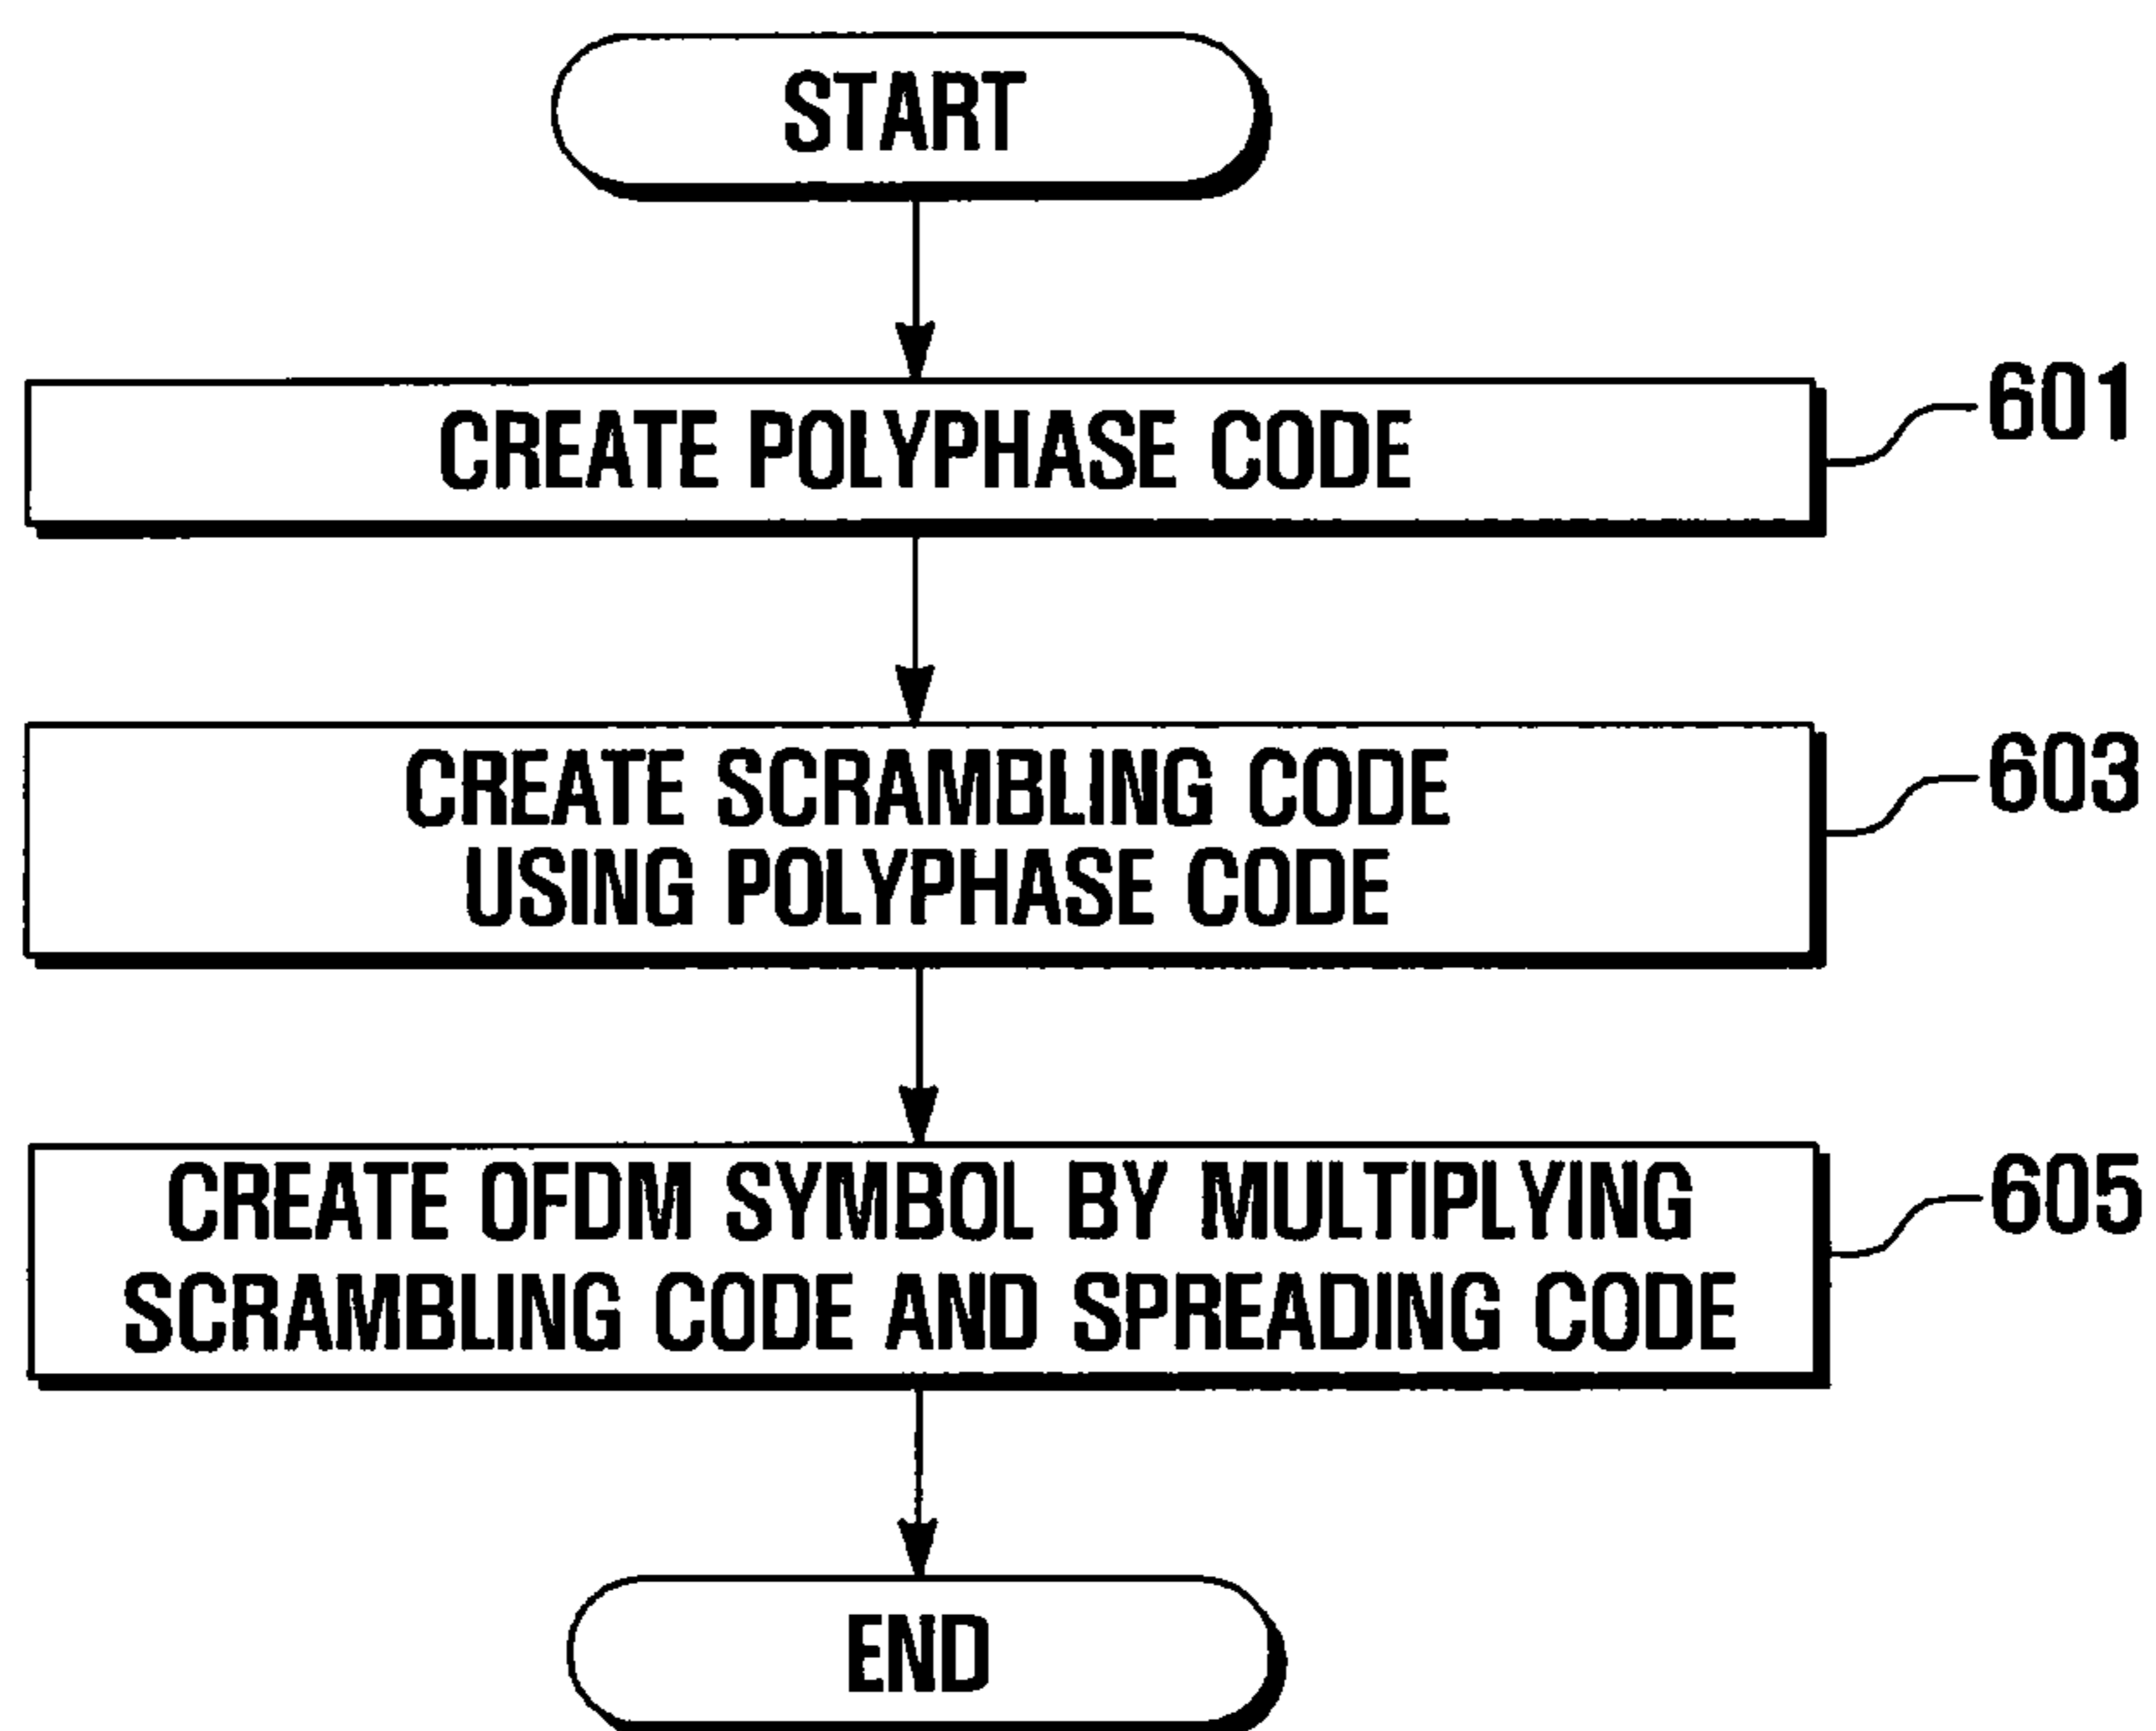 START
CREATE POLYPHASE CODE
601
CREATE SCRAMBLING CODE
USING POLYPHASE CODE
603
CREATE OFDM SYMBOL BY MULTIPLYING
SCRAMBLING CODE AND SPREADING CODE
605
END